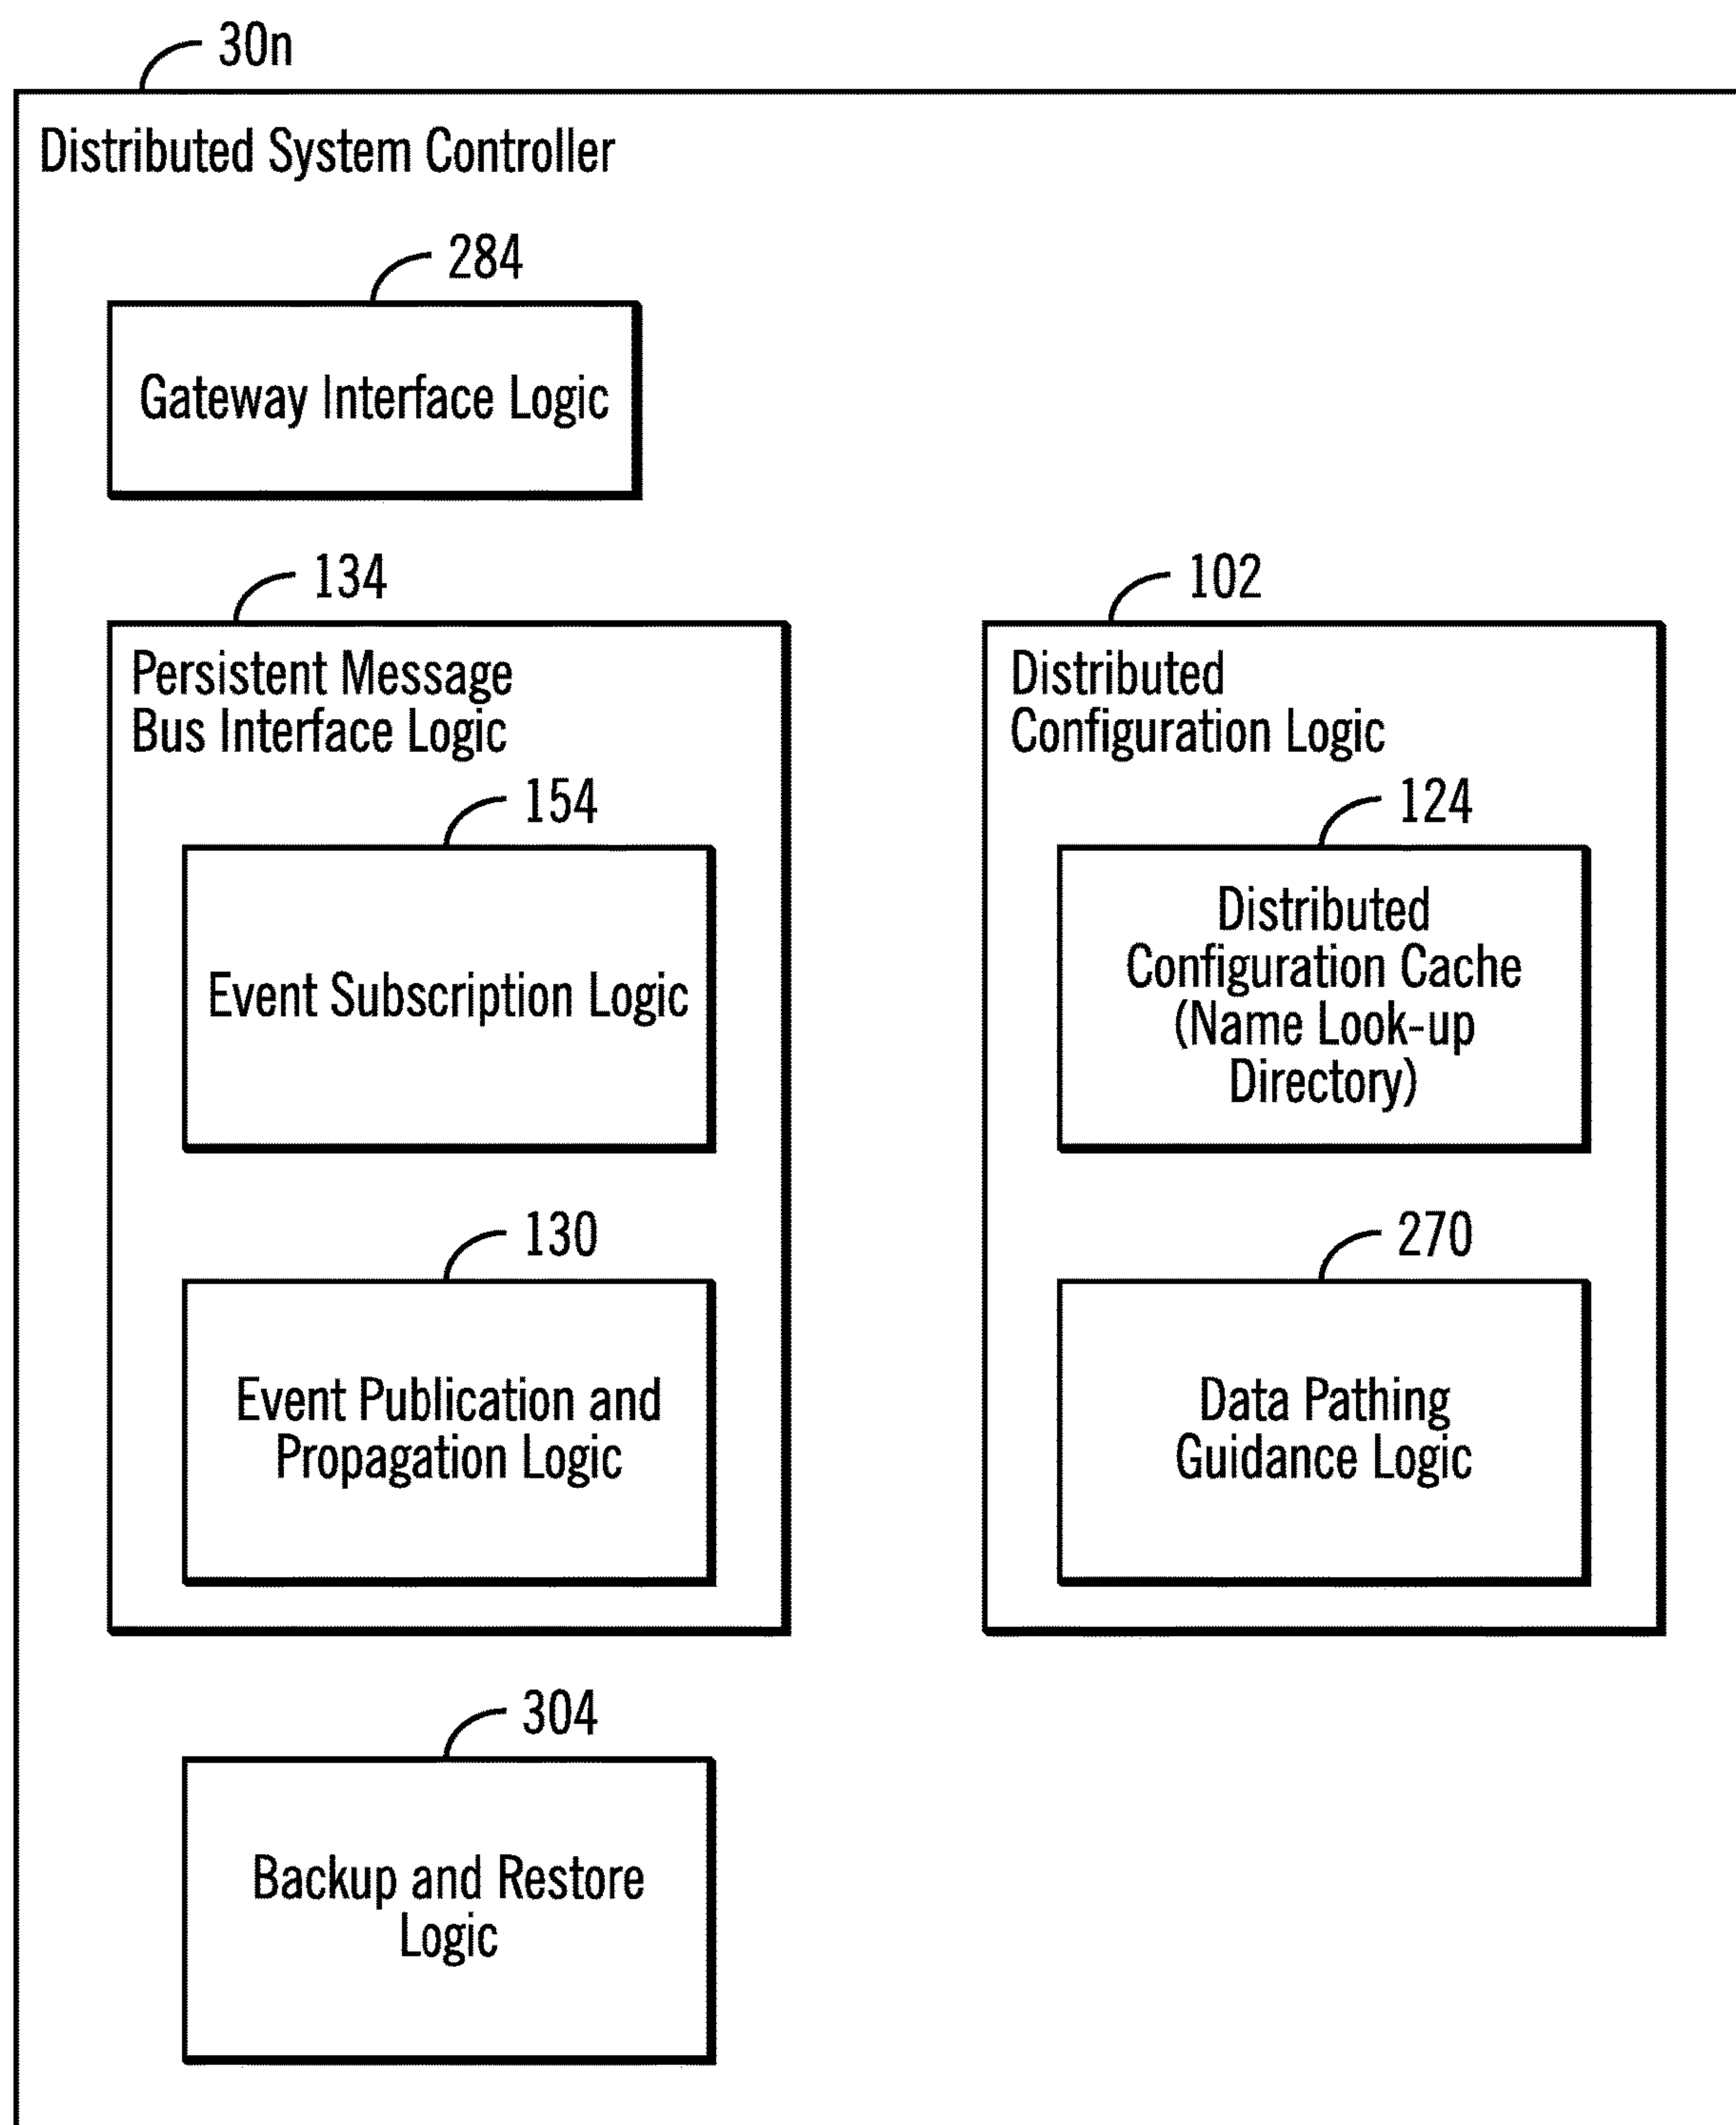 30n
Distributed System Controller
284
Gateway Interface Logic
134
Persistent Message
Bus Interface Logic
154
Event Subscription Logic
130
Event Publication and
Propagation Logic
102
Distributed
Configuration Logic
124
Distributed
Configuration Cache
(Name Look-up
Directory)
270
Data Pathing
Guidance Logic
304
Backup and Restore
Logic